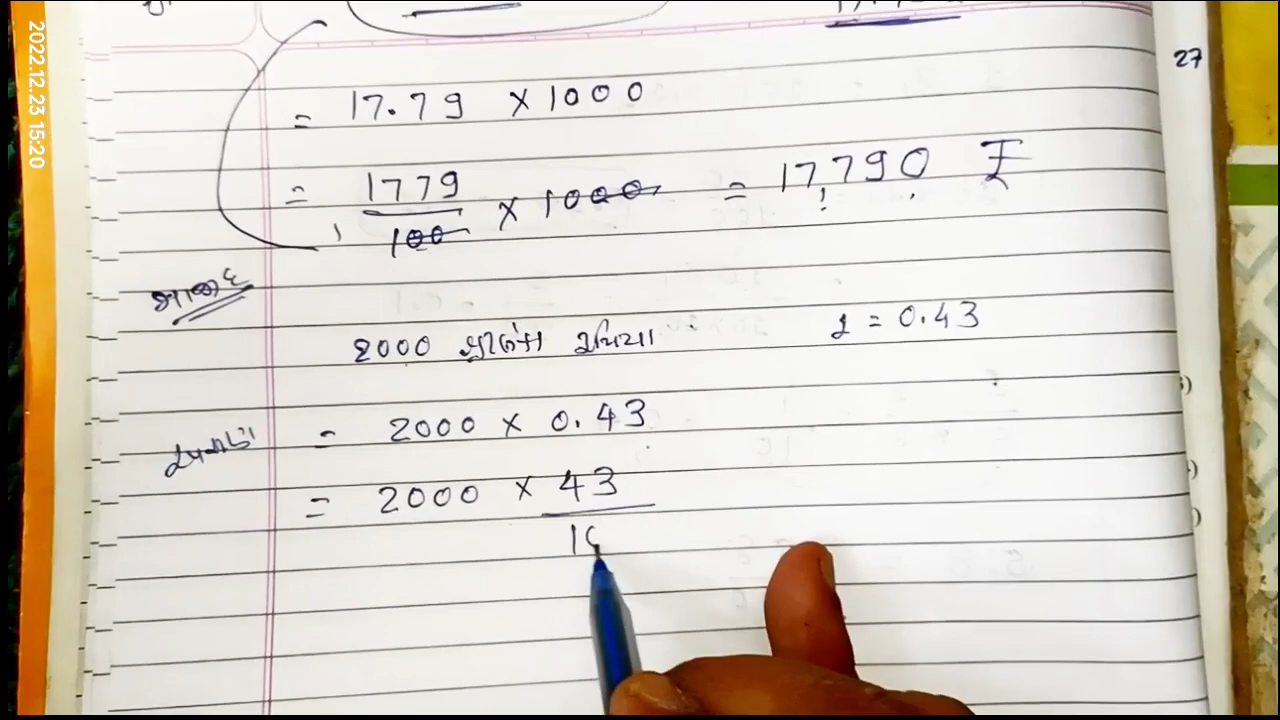 2022.12.23 15:20
27
= 17.79 × 1000
= 1779/100 × 1000 = 17,790 ₹
2000 રૂપિયા 1 = 0.43
= 2000 × 0.43
= 2000 × 43/10